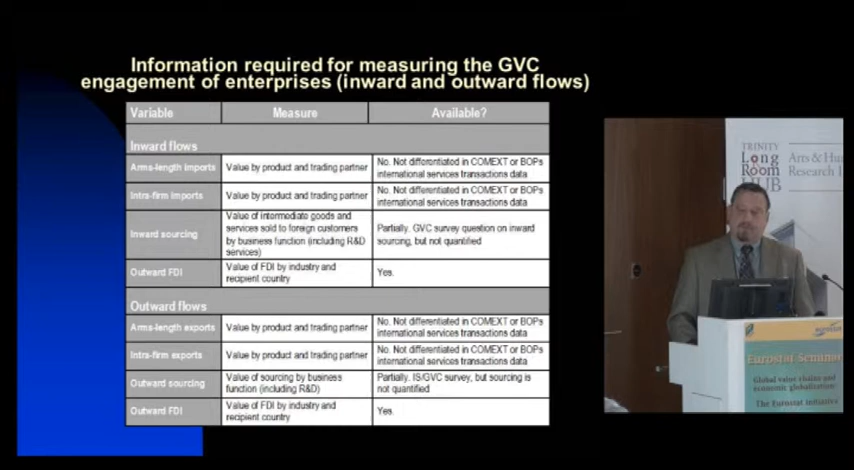 Information required for measuring the GVC
engagement of enterprises (inward and outward flows)
Variable Measure Available?
Inward flows
Arms-length imports Value by product and trading partner No. Not differentiated in COMEXT or BOPs
international services transactions data
Intra-firm imports Value by product and trading partner No. Not differentiated in COMEXT or BOPs
international services transactions data
Inward sourcing Value of intermediate goods and
services sold to foreign customers
by business function (including R&D
services) Partially. GVC survey question on inward
sourcing, but not quantified
Outward FDI Value of FDI by industry and
recipient country Yes.
Outward flows
Arms-length exports Value by product and trading partner No. Not differentiated in COMEXT or BOPs
international services transactions data
Intra-firm exports Value by product and trading partner No. Not differentiated in COMEXT or BOPs
international services transactions data
Outward sourcing Value of sourcing by business
function (including R&D) Partially. IS/GVC survey, but sourcing is
not quantified
Outward FDI Value of FDI by industry and
recipient country Yes.
TRINITY
Long
Room
HUB
Arts & Hu
Research I
Eurostat Seminar
Global value chains and
economic globalisation
The Eurostat initiative